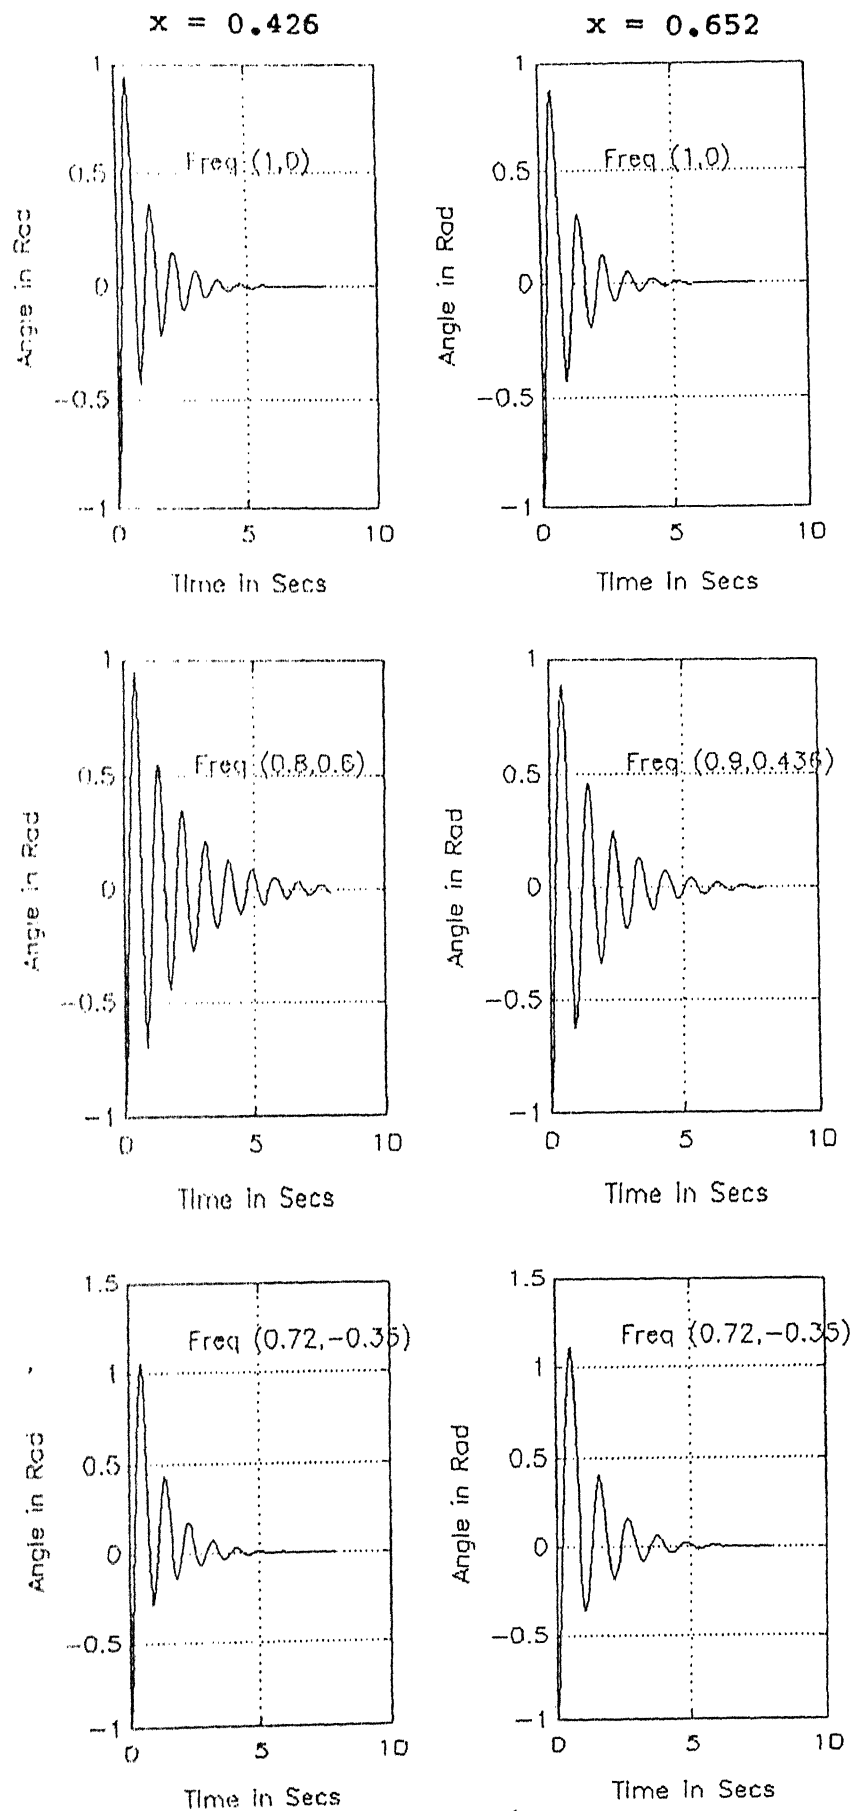 x = 0.426
x = 0.652
1
Freq (1,0)
0.5
0
-0.5
-1
0 5 10
Angle in Rad
Time in Secs
1
Freq (1,0)
0.5
0
-0.5
-1
0 5 10
Angle in Rad
Time in Secs
1
Freq (0.8,0.6)
0.5
0
-0.5
-1
0 5 10
Angle in Rad
Time in Secs
1
Freq (0.9,0.436)
0.5
0
-0.5
-1
0 5 10
Angle in Rad
Time in Secs
1.5
Freq (0.72,-0.35)
1
0.5
0
-0.5
-1
0 5 10
Angle in Rad
Time in Secs
1.5
Freq (0.72,-0.35)
1
0.5
0
-0.5
-1
0 5 10
Angle in Rad
Time in Secs